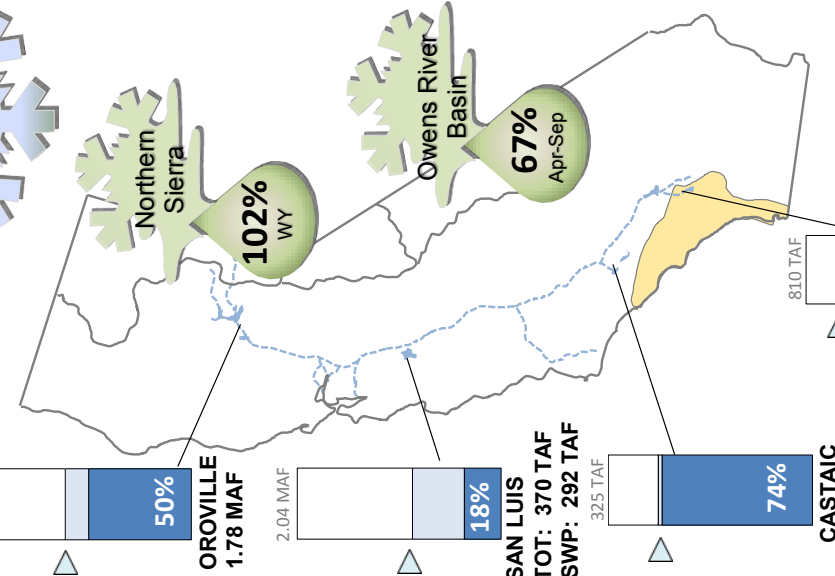 Northern
Sierra
102%
WY
Owens River
Basin
67%
Apr-Sep
50%
OROVILLE
1.78 MAF
2.04 MAF
18%
SAN LUIS
TOT: 370 TAF
SWP: 292 TAF
325 TAF
74%
CASTAIC
810 TAF